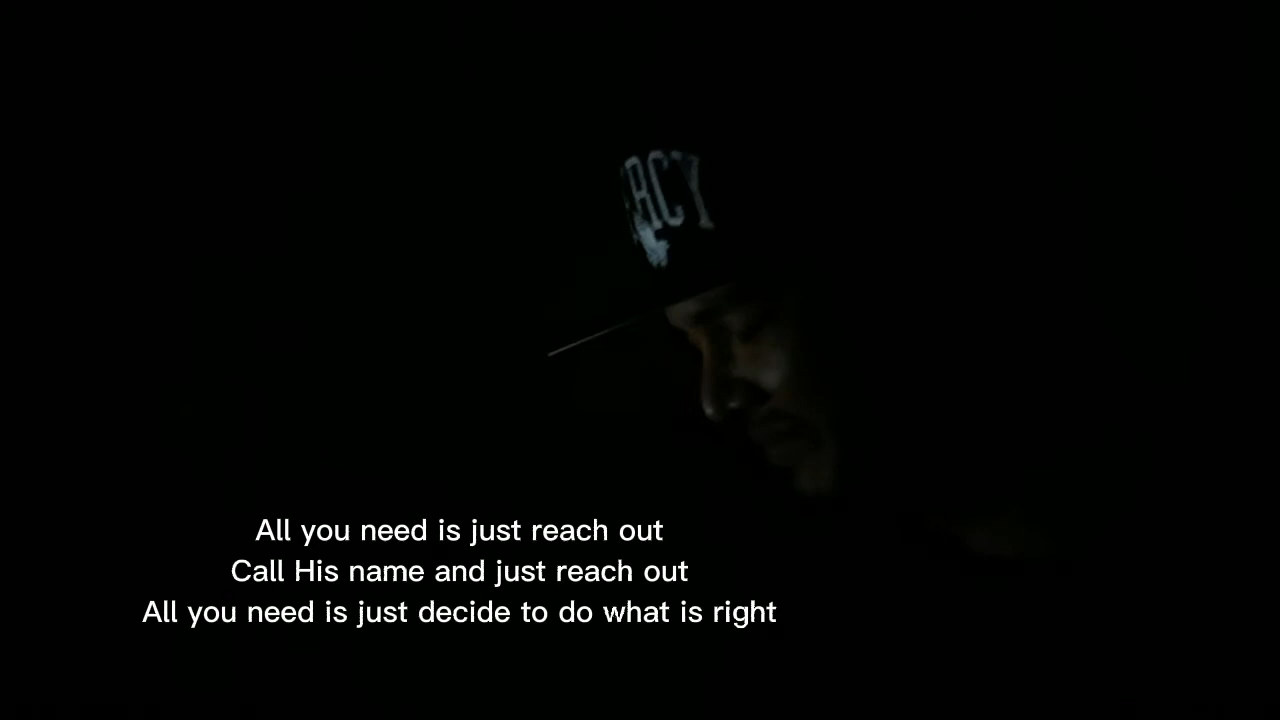 RCY
All you need is just reach out
Call His name and just reach out
All you need is just decide to do what is right